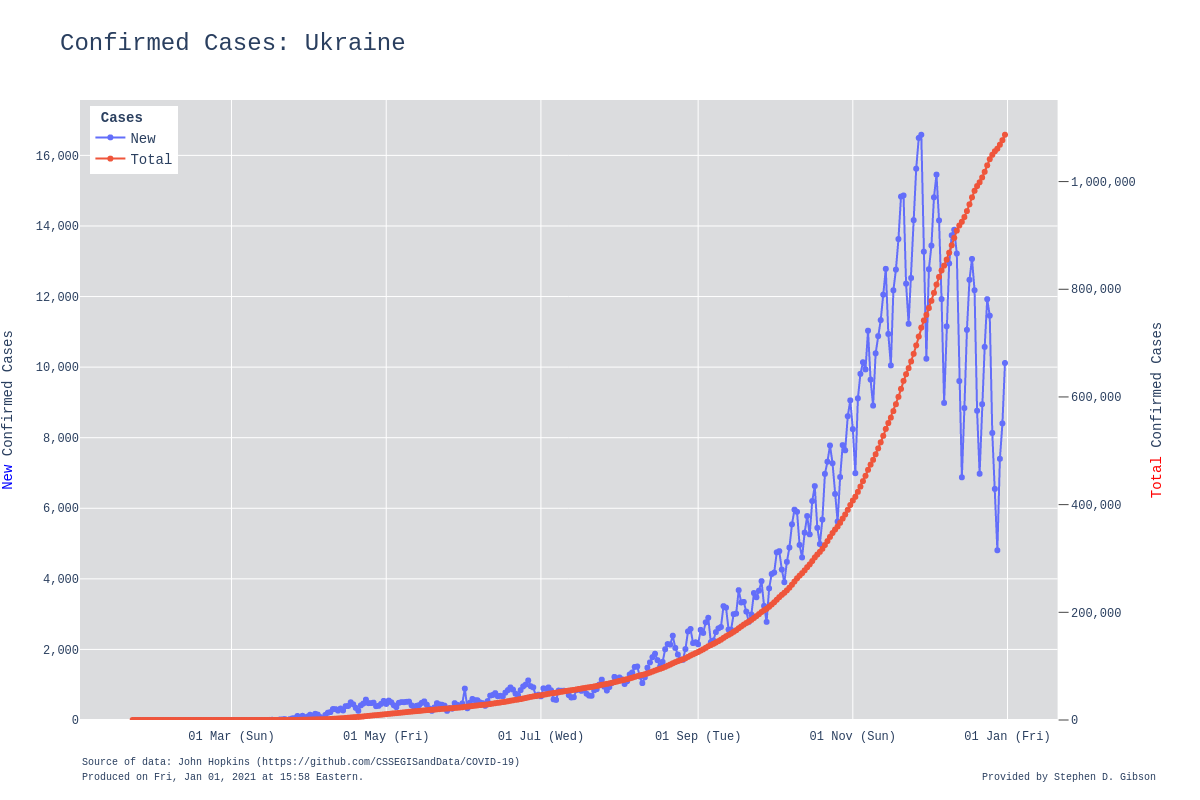 Confirmed Cases: Ukraine
Cases
New
Total
16,000
14,000
12,000
10,000
8,000
6,000
4,000
2,000
0
New Confirmed Cases
1,000,000
800,000
600,000
400,000
200,000
0
Total Confirmed Cases
01 Mar (Sun) 01 May (Fri) 01 Jul (Wed) 01 Sep (Tue) 01 Nov (Sun) 01 Jan (Fri)
Source of data: John Hopkins (https://github.com/CSSEGISandData/COVID-19)
Produced on Fri, Jan 01, 2021 at 15:58 Eastern.
Provided by Stephen D. Gibson